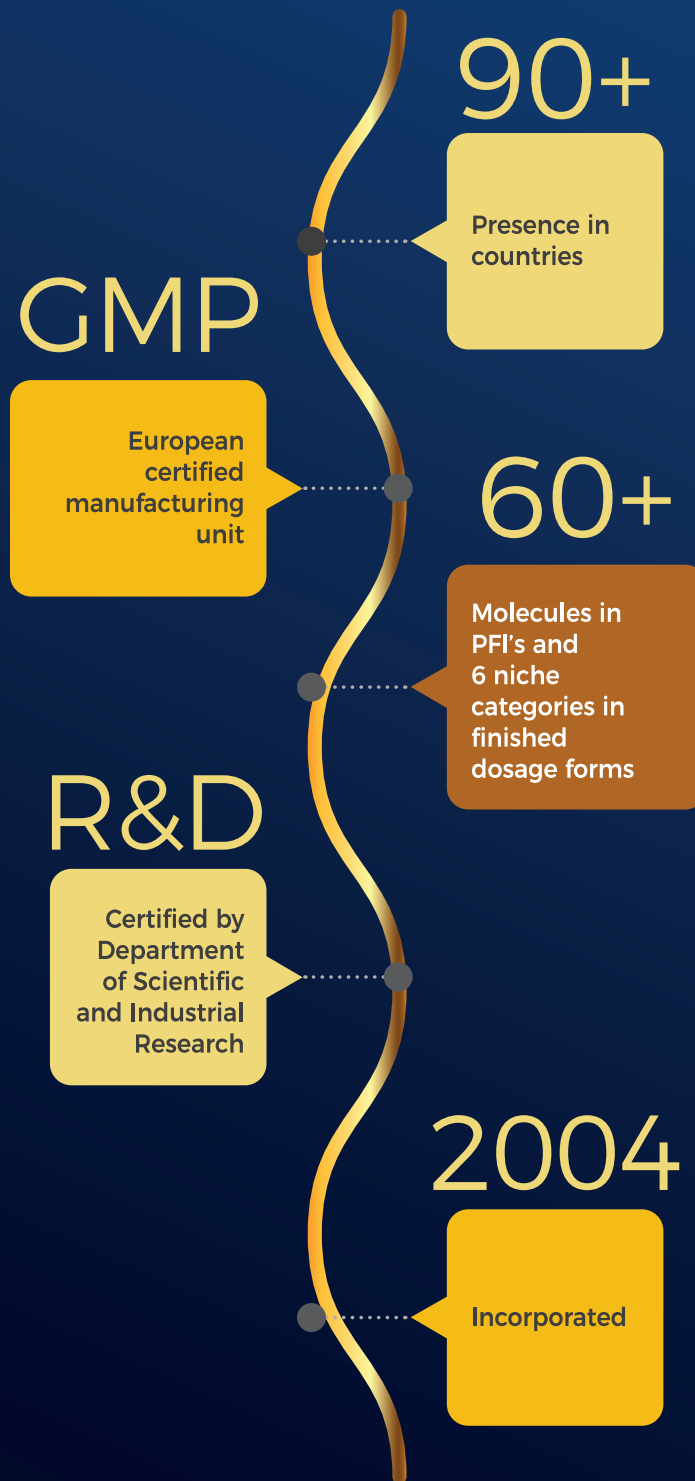 90+
Presence in
countries
GMP
European
certified
manufacturing
unit
60+
Molecules in
PFI's and
6 niche
categories in
finished
dosage forms
R&D
Certified by
Department
of Scientific
and Industrial
Research
2004
Incorporated